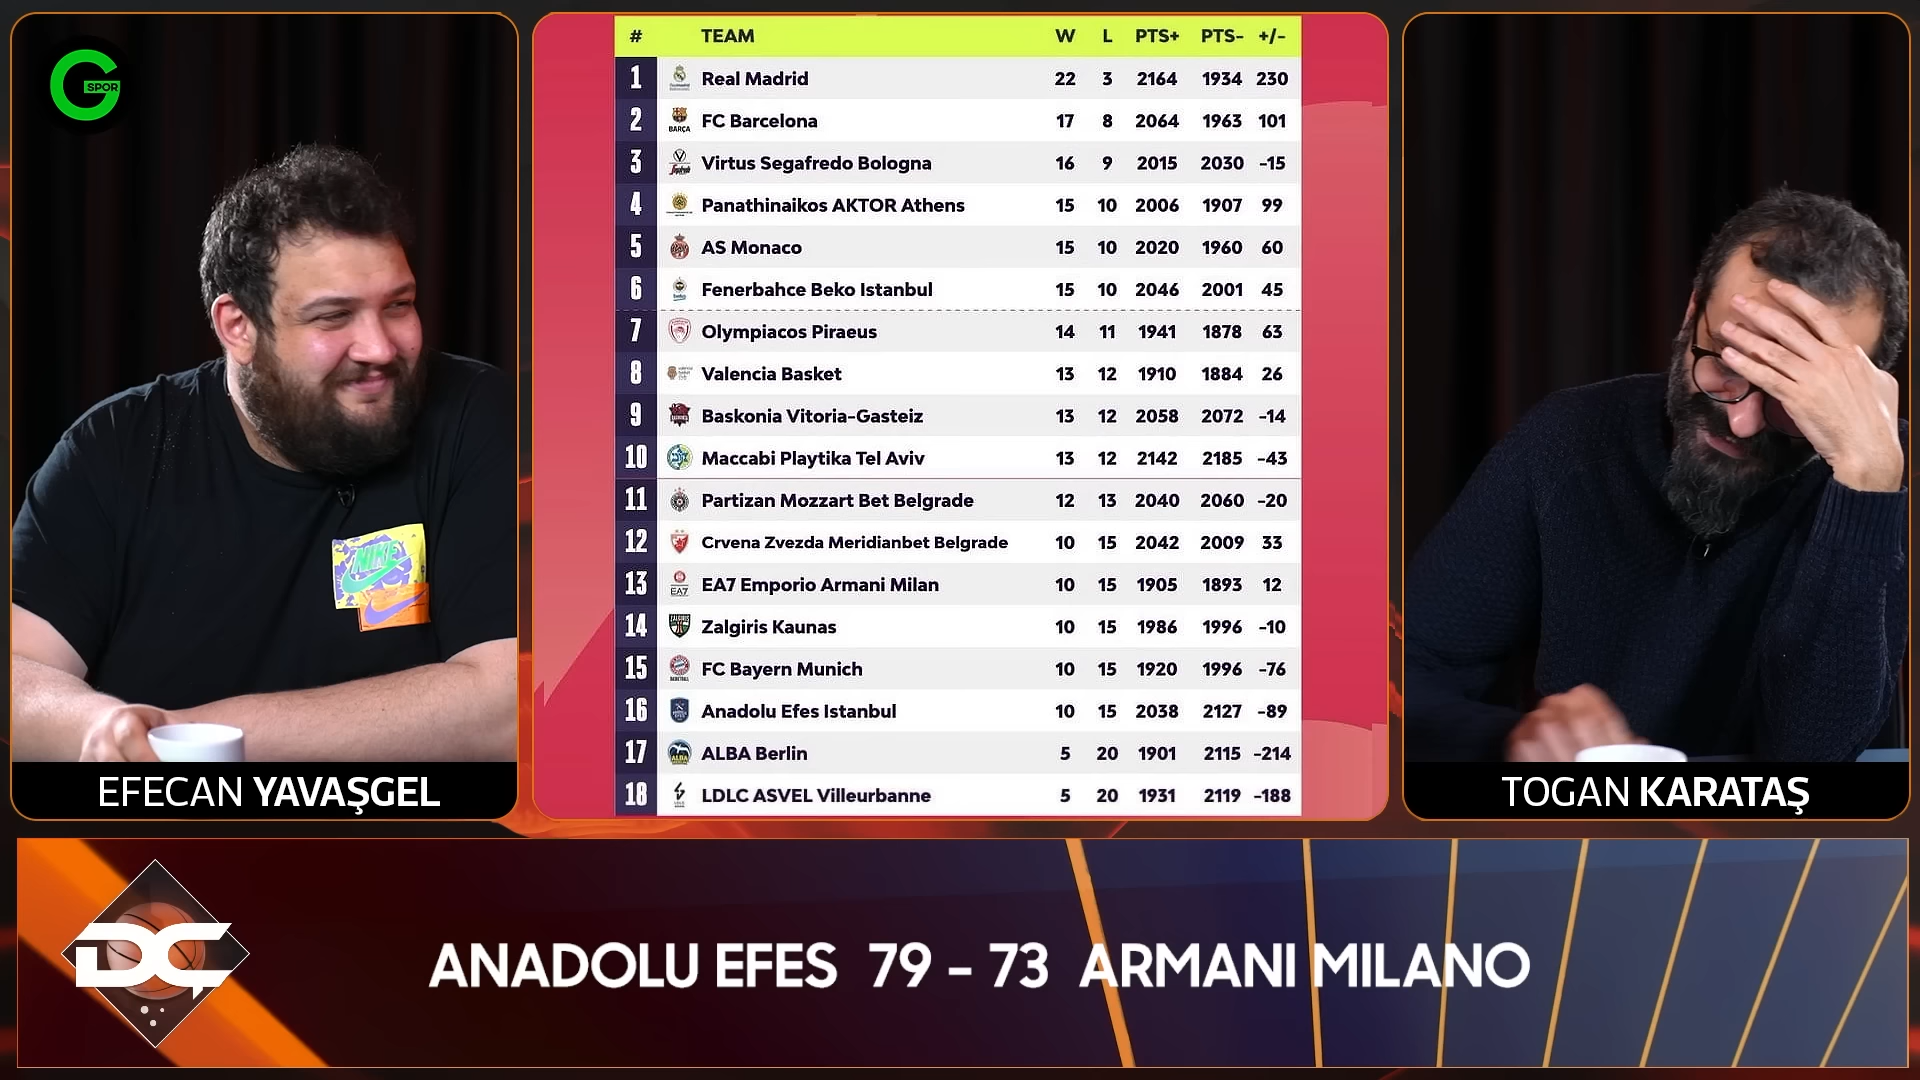 G
SPOR
# TEAM W L PTS+ PTS- +/-
1 Real Madrid 22 3 2164 1934 230
2 BARÇA FC Barcelona 17 8 2064 1963 101
3 Virtus Segafredo Bologna 16 9 2015 2030 -15
4 Panathinaikos AKTOR Athens 15 10 2006 1907 99
5 AS Monaco 15 10 2020 1960 60
6 Fenerbahce Beko Istanbul 15 10 2046 2001 45
7 Olympiacos Piraeus 14 11 1941 1878 63
8 Valencia Basket 13 12 1910 1884 26
9 Baskonia Vitoria-Gasteiz 13 12 2058 2072 -14
10 Maccabi Playtika Tel Aviv 13 12 2142 2185 -43
11 Partizan Mozzart Bet Belgrade 12 13 2040 2060 -20
12 Crvena Zvezda Meridianbet Belgrade 10 15 2042 2009 33
13 EA7 EA7 Emporio Armani Milan 10 15 1905 1893 12
14 Zalgiris Kaunas 10 15 1986 1996 -10
15 FC Bayern Munich 10 15 1920 1996 -76
16 Anadolu Efes Istanbul 10 15 2038 2127 -89
17 ALBA ALBA Berlin 5 20 1901 2115 -214
18 LDLC ASVEL Villeurbanne 5 20 1931 2119 -188
NIKE
EFECAN YAVAŞGEL
TOGAN KARATAŞ
DÇ
ANADOLU EFES 79 - 73 ARMANI MILANO